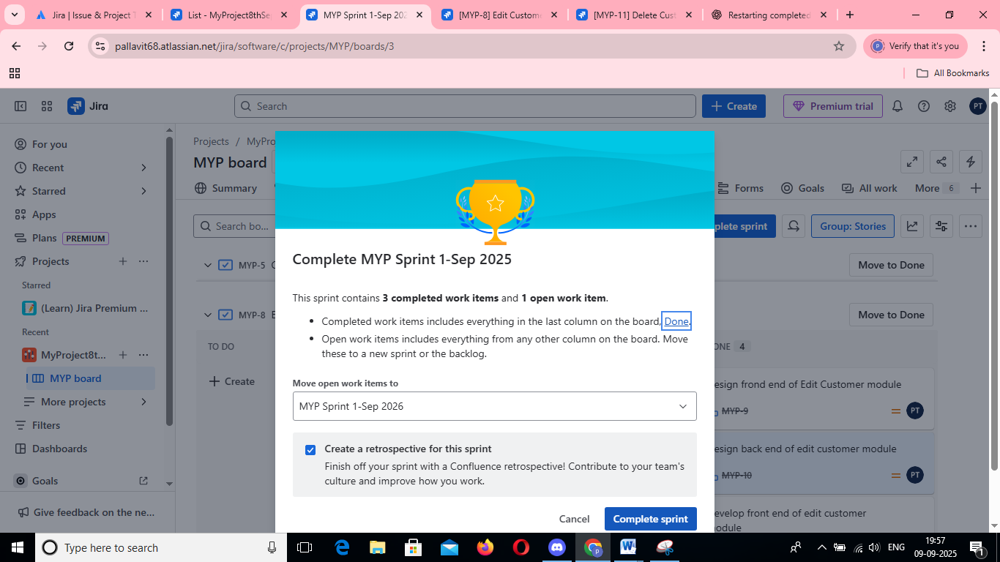 Jira | Issue & Project T
List - MyProject8thSe
MYP Sprint 1-Sep 202
[MYP-8] Edit Custome
[MYP-11] Delete Cust
Restarting completed
pallavit68.atlassian.net/jira/software/c/projects/MYP/boards/3
P
Verify that it's you
All Bookmarks
Jira
Search
Create
Premium trial
PT
For you
Recent
Starred
Apps
Plans PREMIUM
Projects
Starred
(Learn) Jira Premium ...
Recent
MyProject8t...
MYP board
More projects
Filters
Dashboards
Goals
Give feedback on the ne...
Projects / MyPro
MYP board
Summary
Forms
Goals
All work
More 6
Search bo...
plete sprint
Group: Stories
MYP-5
Move to Done
MYP-8 E
Move to Done
TO DO
Create
ONE 4
esign frond end of Edit Customer module
MYP-9
PT
esign back end of edit customer module
MYP-10
PT
evelop front end of edit customer
odule
Complete MYP Sprint 1-Sep 2025
This sprint contains 3 completed work items and 1 open work item.
• Completed work items includes everything in the last column on the board, Done.
• Open work items includes everything from any other column on the board. Move
these to a new sprint or the backlog.
Move open work items to
MYP Sprint 1-Sep 2026
Create a retrospective for this sprint
Finish off your sprint with a Confluence retrospective! Contribute to your team's
culture and improve how you work.
Cancel
Complete sprint
Type here to search
ENG
19:57
09-09-2025
1